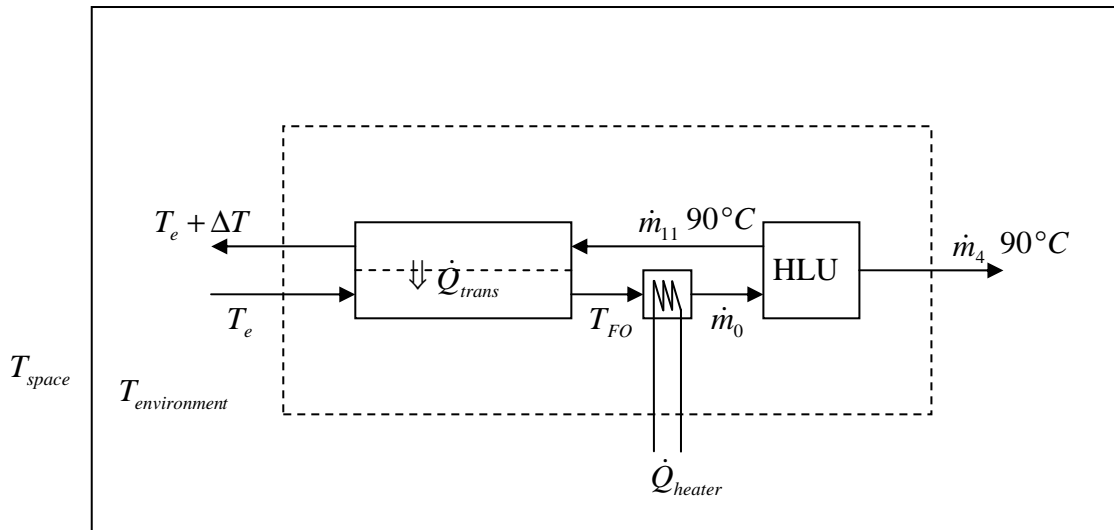 T_e + ΔT
ṁ_11 90°C
ṁ_4 90°C
HLU
Q̇_trans
T_e
T_FO
ṁ_0
T_space
T_environment
Q̇_heater